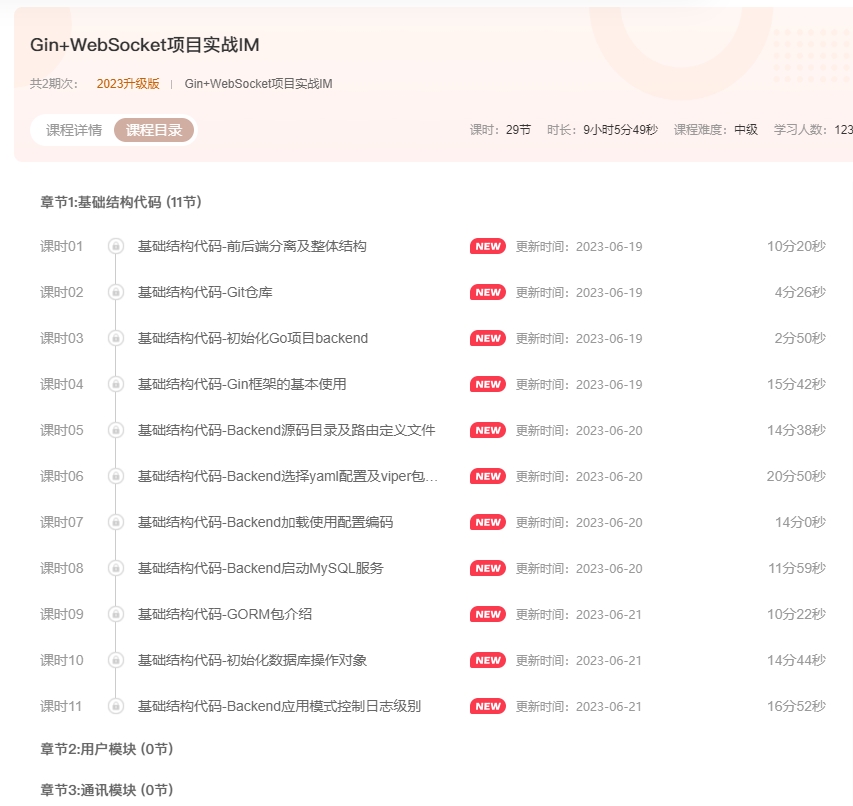 Gin+WebSocket项目实战IM
共2期次： 2023升级版 | Gin+WebSocket项目实战IM
课程详情 课程目录 课时：29节 时长：9小时5分49秒 课程难度：中级 学习人数：123
章节1:基础结构代码 (11节)
课时01 基础结构代码-前后端分离及整体结构 NEW 更新时间：2023-06-19 10分20秒
课时02 基础结构代码-Git仓库 NEW 更新时间：2023-06-19 4分26秒
课时03 基础结构代码-初始化Go项目backend NEW 更新时间：2023-06-19 2分50秒
课时04 基础结构代码-Gin框架的基本使用 NEW 更新时间：2023-06-19 15分42秒
课时05 基础结构代码-Backend源码目录及路由定义文件 NEW 更新时间：2023-06-20 14分38秒
课时06 基础结构代码-Backend选择yaml配置及viper包... NEW 更新时间：2023-06-20 20分50秒
课时07 基础结构代码-Backend加载使用配置编码 NEW 更新时间：2023-06-20 14分0秒
课时08 基础结构代码-Backend启动MySQL服务 NEW 更新时间：2023-06-20 11分59秒
课时09 基础结构代码-GORM包介绍 NEW 更新时间：2023-06-21 10分22秒
课时10 基础结构代码-初始化数据库操作对象 NEW 更新时间：2023-06-21 14分44秒
课时11 基础结构代码-Backend应用模式控制日志级别 NEW 更新时间：2023-06-21 16分52秒
章节2:用户模块 (0节)
章节3:通讯模块 (0节)